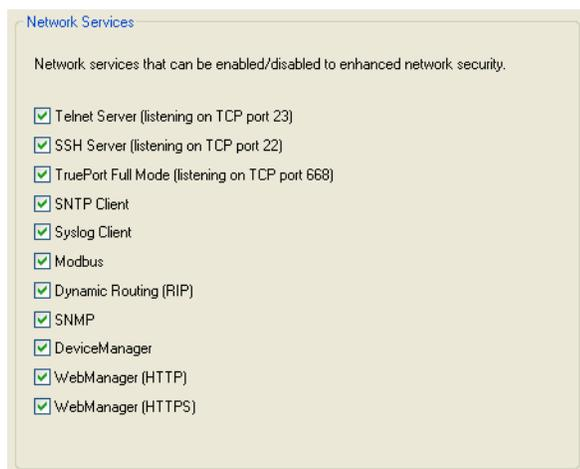 Network Services
Network services that can be enabled/disabled to enhanced network security.
Telnet Server (listening on TCP port 23)
SSH Server (listening on TCP port 22)
TruePort Full Mode (listening on TCP port 668)
SNTP Client
Syslog Client
Modbus
Dynamic Routing (RIP)
SNMP
DeviceManager
WebManager (HTTP)
WebManager (HTTPS)